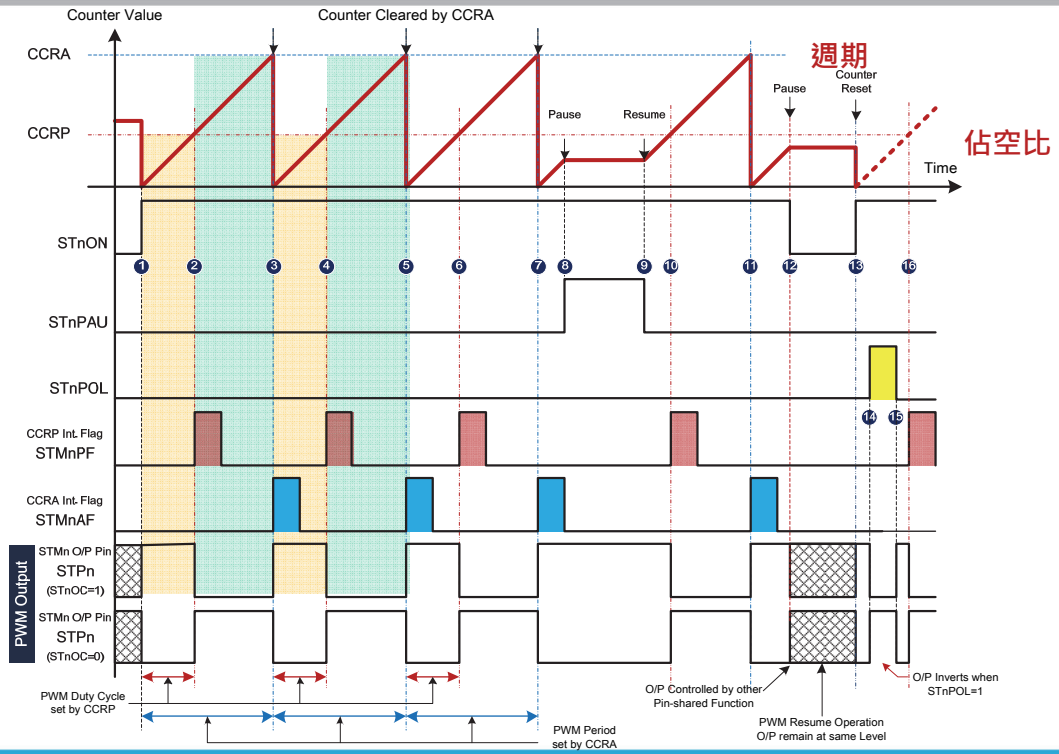 Counter Value
Counter Cleared by CCRA
CCRA
週期
Counter
Reset
Pause
Pause
Resume
CCRP
佔空比
Time
STnON
1 2 3 4 5 6 7 8 9 10 11 12 13 16
STnPAU
STnPOL
14 15
CCRP Int. Flag
STMnPF
CCRA Int. Flag
STMnAF
PWM Output
STMn O/P Pin
STPn
(STnOC=1)
STMn O/P Pin
STPn
(STnOC=0)
PWM Duty Cycle
set by CCRP
PWM Period
set by CCRA
O/P Controlled by other
Pin-shared Function
PWM Resume Operation
O/P remain at same Level
O/P Inverts when
STnPOL=1